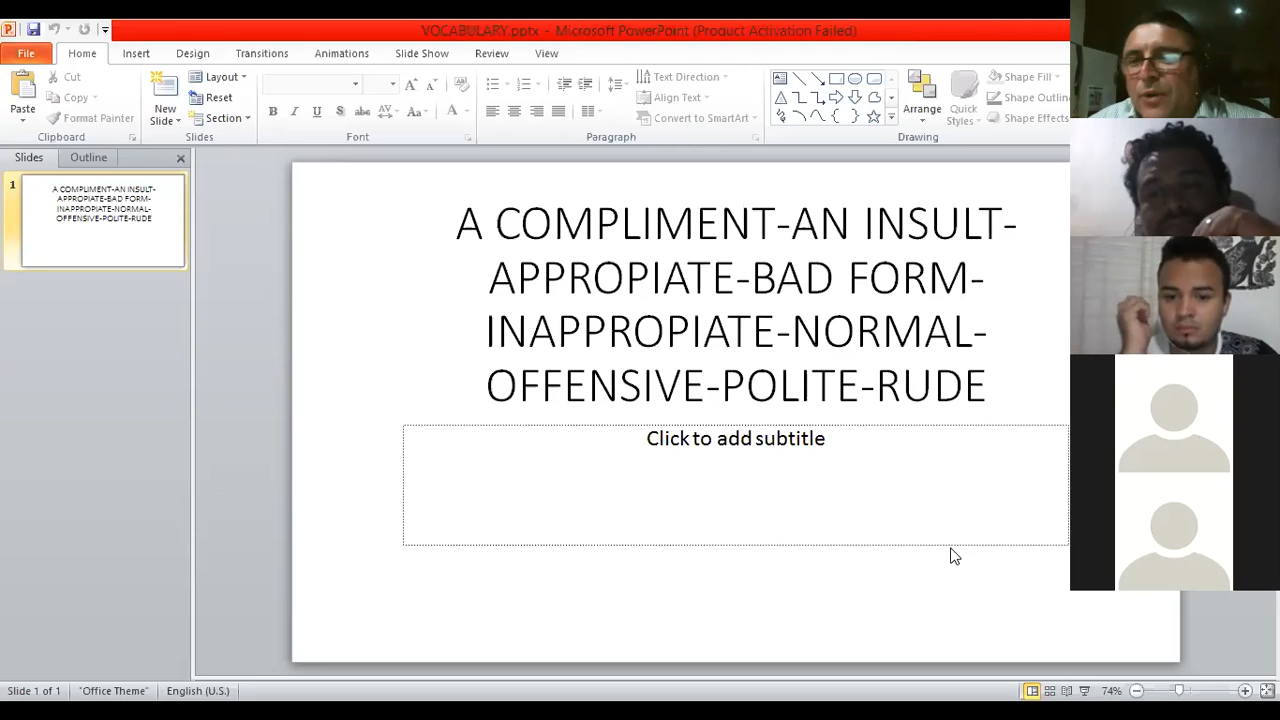 VOCABULARY.pptx - Microsoft PowerPoint (Product Activation Failed)
File Home Insert Design Transitions Animations Slide Show Review View
Paste
Cut
Copy
Format Painter
Clipboard
New
Slide
Layout
Reset
Section
Slides
Font
Text Direction
Align Text
Convert to SmartArt
Paragraph
Arrange
Quick
Styles
Shape Fill
Shape Outlin
Shape Effects
Drawing
Slides Outline
1
A COMPLIMENT-AN INSULT-
APPROPIATE-BAD FORM-
INAPPROPIATE-NORMAL-
OFFENSIVE-POLITE-RUDE
A COMPLIMENT-AN INSULT-
APPROPIATE-BAD FORM-
INAPPROPIATE-NORMAL-
OFFENSIVE-POLITE-RUDE
Click to add subtitle
Slide 1 of 1 "Office Theme" English (U.S.) 74%